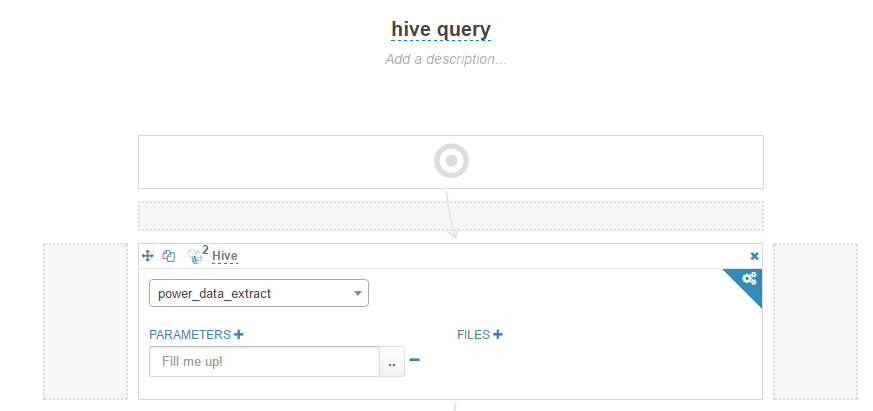 hive query
Add a description...
2 Hive
power_data_extract
PARAMETERS FILES
Fill me up! ..